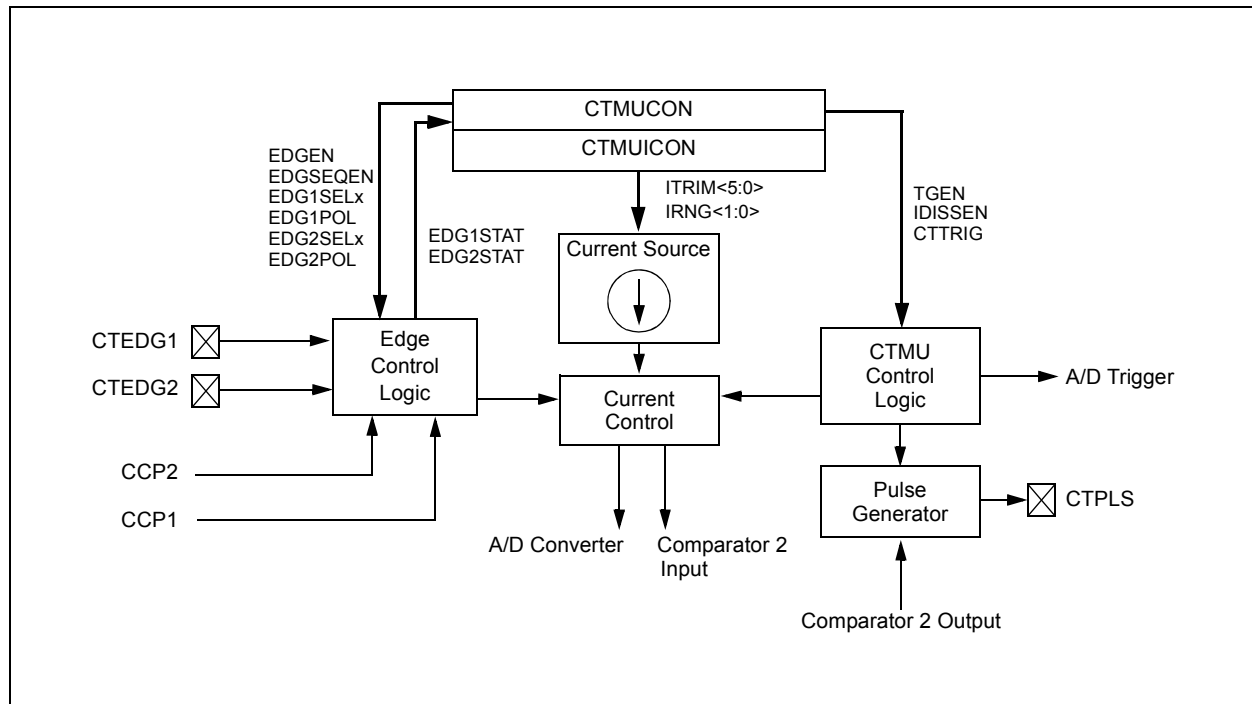 CTMUCON
CTMUICON
EDGEN
EDGSEQEN
EDG1SELx
EDG1POL
EDG2SELx
EDG2POL
EDG1STAT
EDG2STAT
ITRIM<5:0>
IRNG<1:0>
TGEN
IDISSEN
CTTRIG
Current Source
CTEDG1
CTEDG2
Edge
Control
Logic
Current
Control
CTMU
Control
Logic
A/D Trigger
CCP2
CCP1
Pulse
Generator
CTPLS
A/D Converter
Comparator 2
Input
Comparator 2 Output